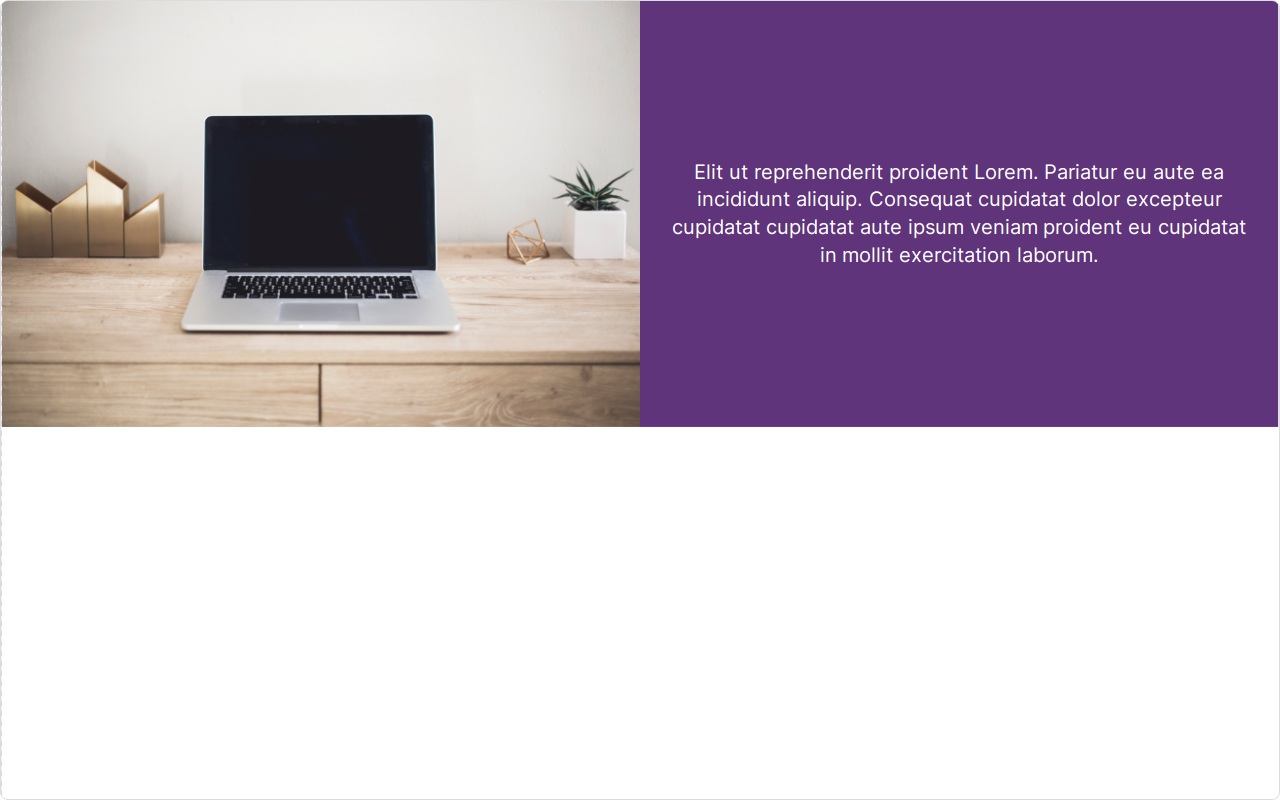 Elit ut reprehenderit proident Lorem. Pariatur eu aute ea
incididunt aliquip. Consequat cupidatat dolor excepteur
cupidatat cupidatat aute ipsum veniam proident eu cupidatat
in mollit exercitation laborum.